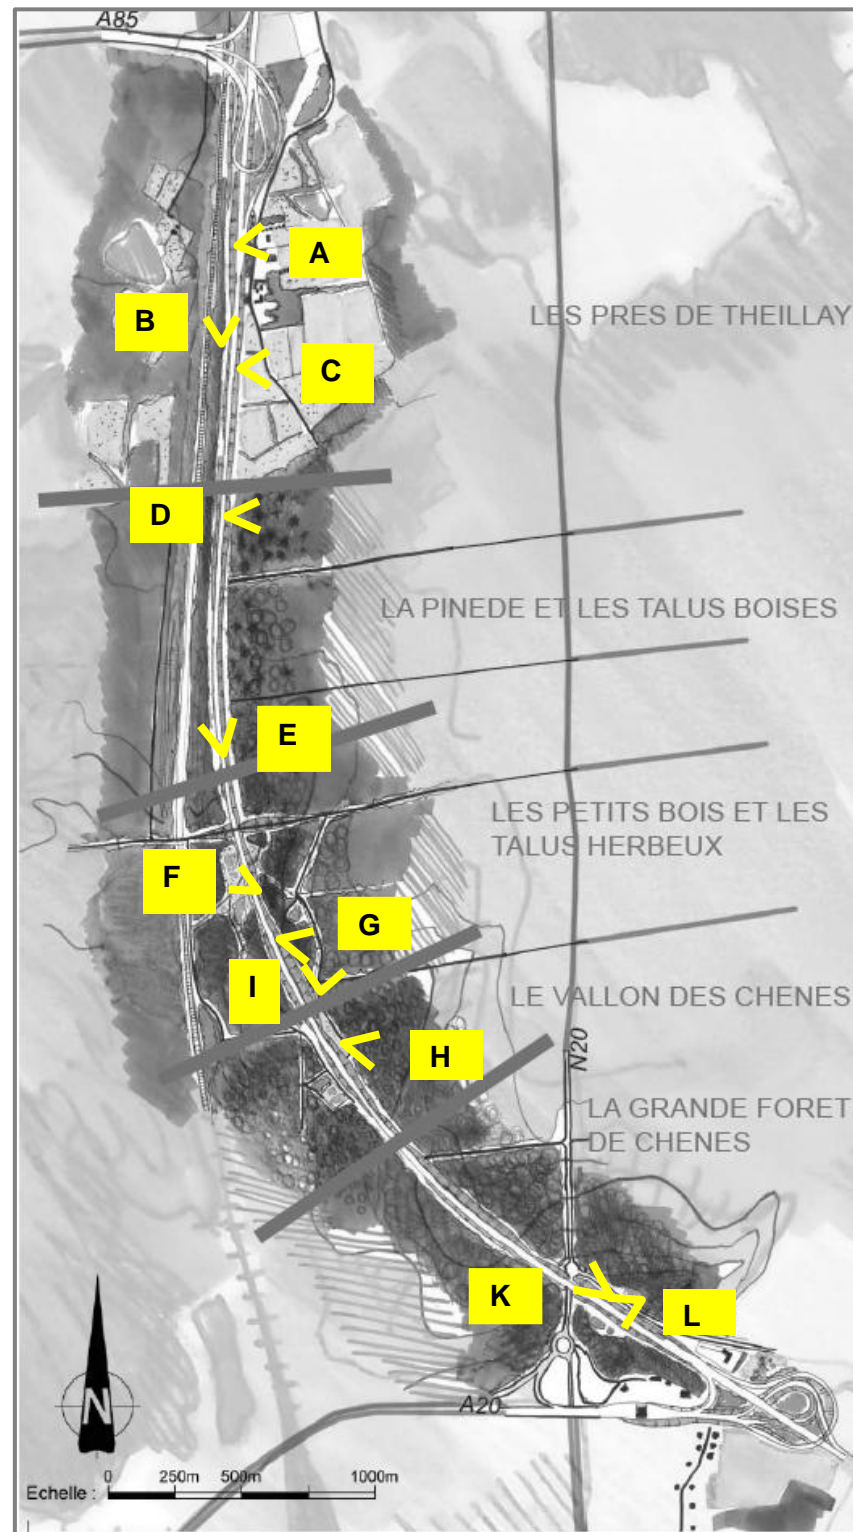 A85
A
B
LES PRES DE THEILLAY
C
D
LA PINEDE ET LES TALUS BOISES
E
LES PETITS BOIS ET LES
TALUS HERBEUX
F
G
I
LE VALLON DES CHENES
H
N20
LA GRANDE FORET
DE CHENES
K
L
A20
N
Echelle : 0 250m 500m 1000m